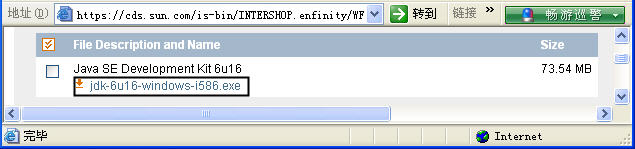 地址(D) https://cds.sun.com/is-bin/INTERSHOP.enfinity/WF 转到 链接 » 畅游巡警
File Description and Name Size
Java SE Development Kit 6u16 73.54 MB
jdk-6u16-windows-i586.exe
完毕 Internet